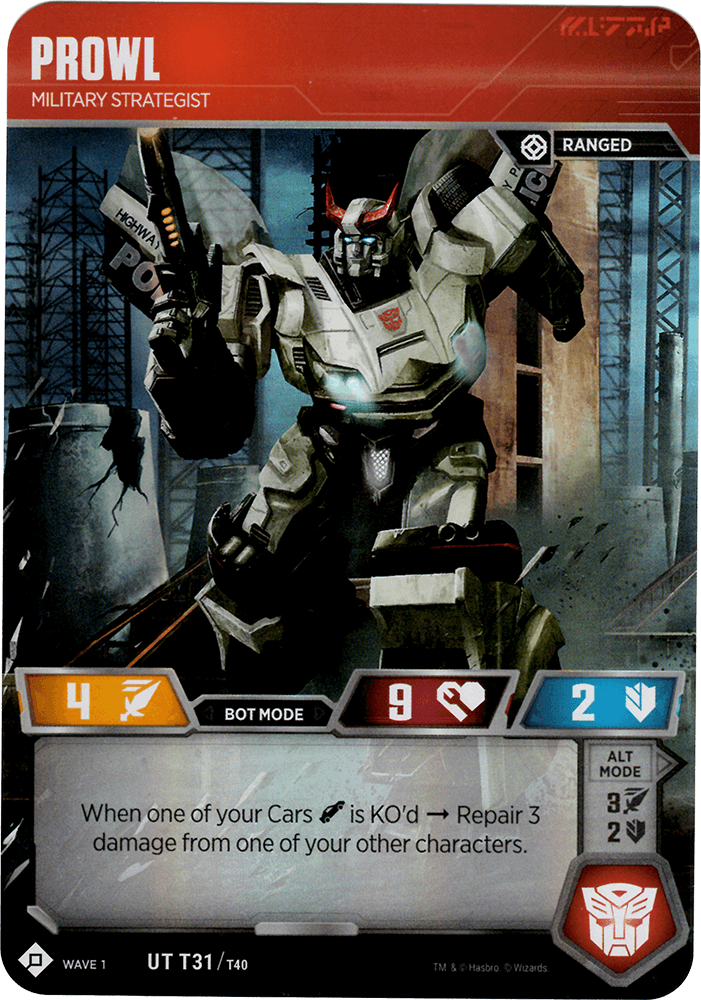 PROWL
MILITARY STRATEGIST
RANGED
HIGHWAY
4
BOT MODE
9
2
When one of your Cars is KO'd → Repair 3
damage from one of your other characters.
ALT
MODE
3
2
WAVE 1
UT T31/T40
TM & © Hasbro. © Wizards.